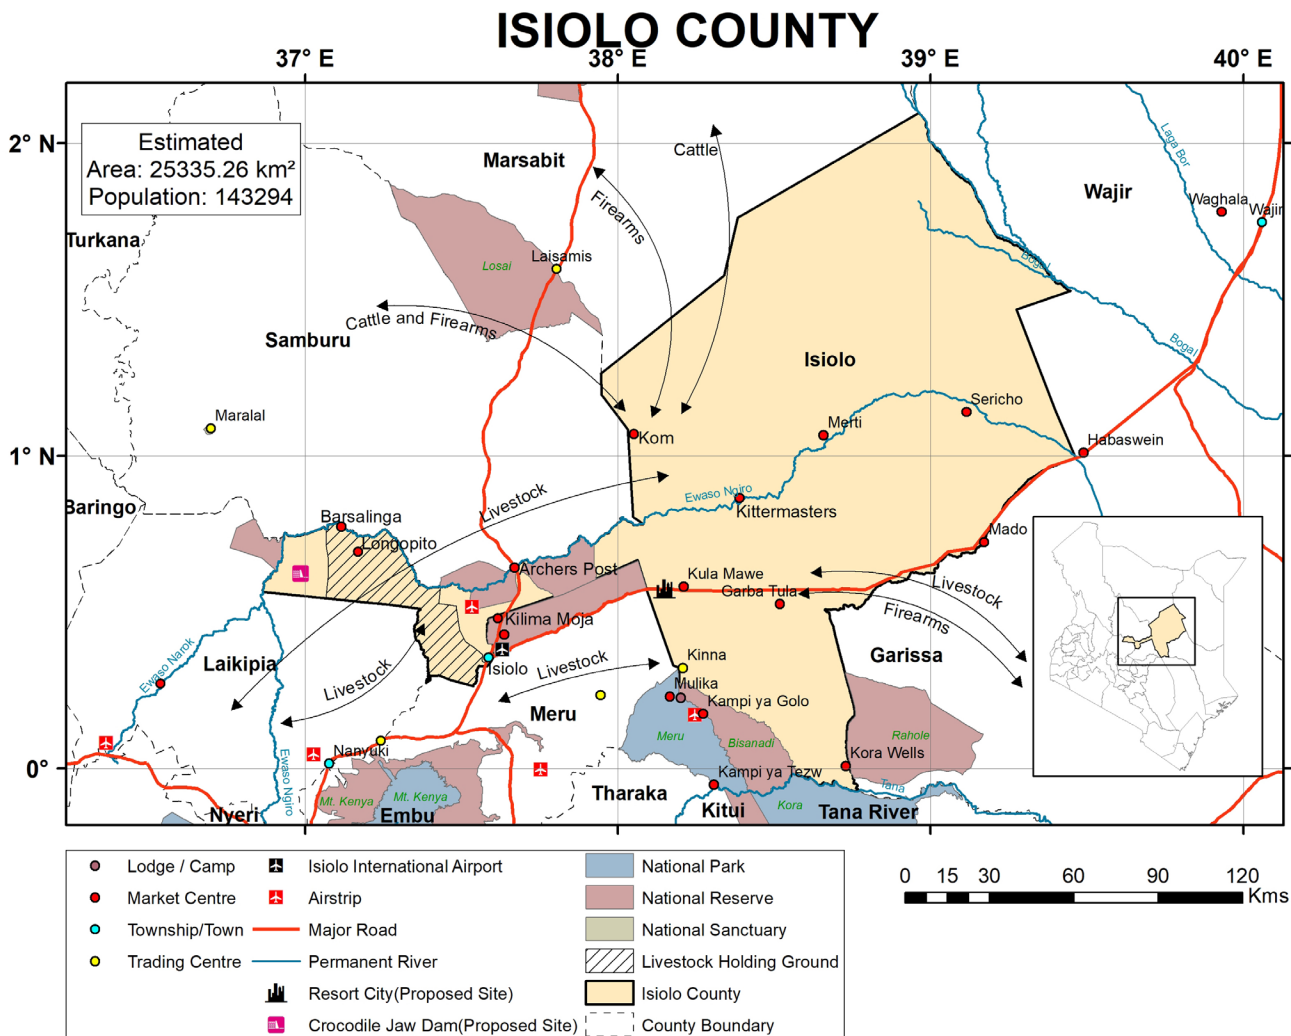 ISIOLO COUNTY
37° E
38° E
39° E
40° E
2° N
1° N
0°
Estimated
Area: 25335.26 km²
Population: 143294
Marsabit
Cattle
Firearms
Wajir
Laga Bor
Waghala
Wajir
Turkana
Losai
Laisamis
Bogal
Cattle and Firearms
Samburu
Isiolo
Bogal
Maralal
Kom
Merti
Sericho
Habaswein
Baringo
Livestock
Ewaso Ngiro
Kittermasters
Barsalinga
Longopito
Mado
Archers Post
Kula Mawe
Garba Tula
Livestock
Firearms
Kilima Moja
Isiolo
Ewaso Narok
Laikipia
Livestock
Livestock
Kinna
Garissa
Mulika
Kampi ya Golo
Meru
Meru
Bisanadi
Rahole
Nanyuki
Ewaso Ngiro
Kora Wells
Kampi ya Tezw
Tharaka
Mt. Kenya
Mt. Kenya
Tana
Nyeri
Embu
Kitui
Kora
Tana River
Lodge / Camp
Market Centre
Township/Town
Trading Centre
Isiolo International Airport
Airstrip
Major Road
Permanent River
Resort City(Proposed Site)
Crocodile Jaw Dam(Proposed Site)
National Park
National Reserve
National Sanctuary
Livestock Holding Ground
Isiolo County
County Boundary
0 15 30 60 90 120
Kms